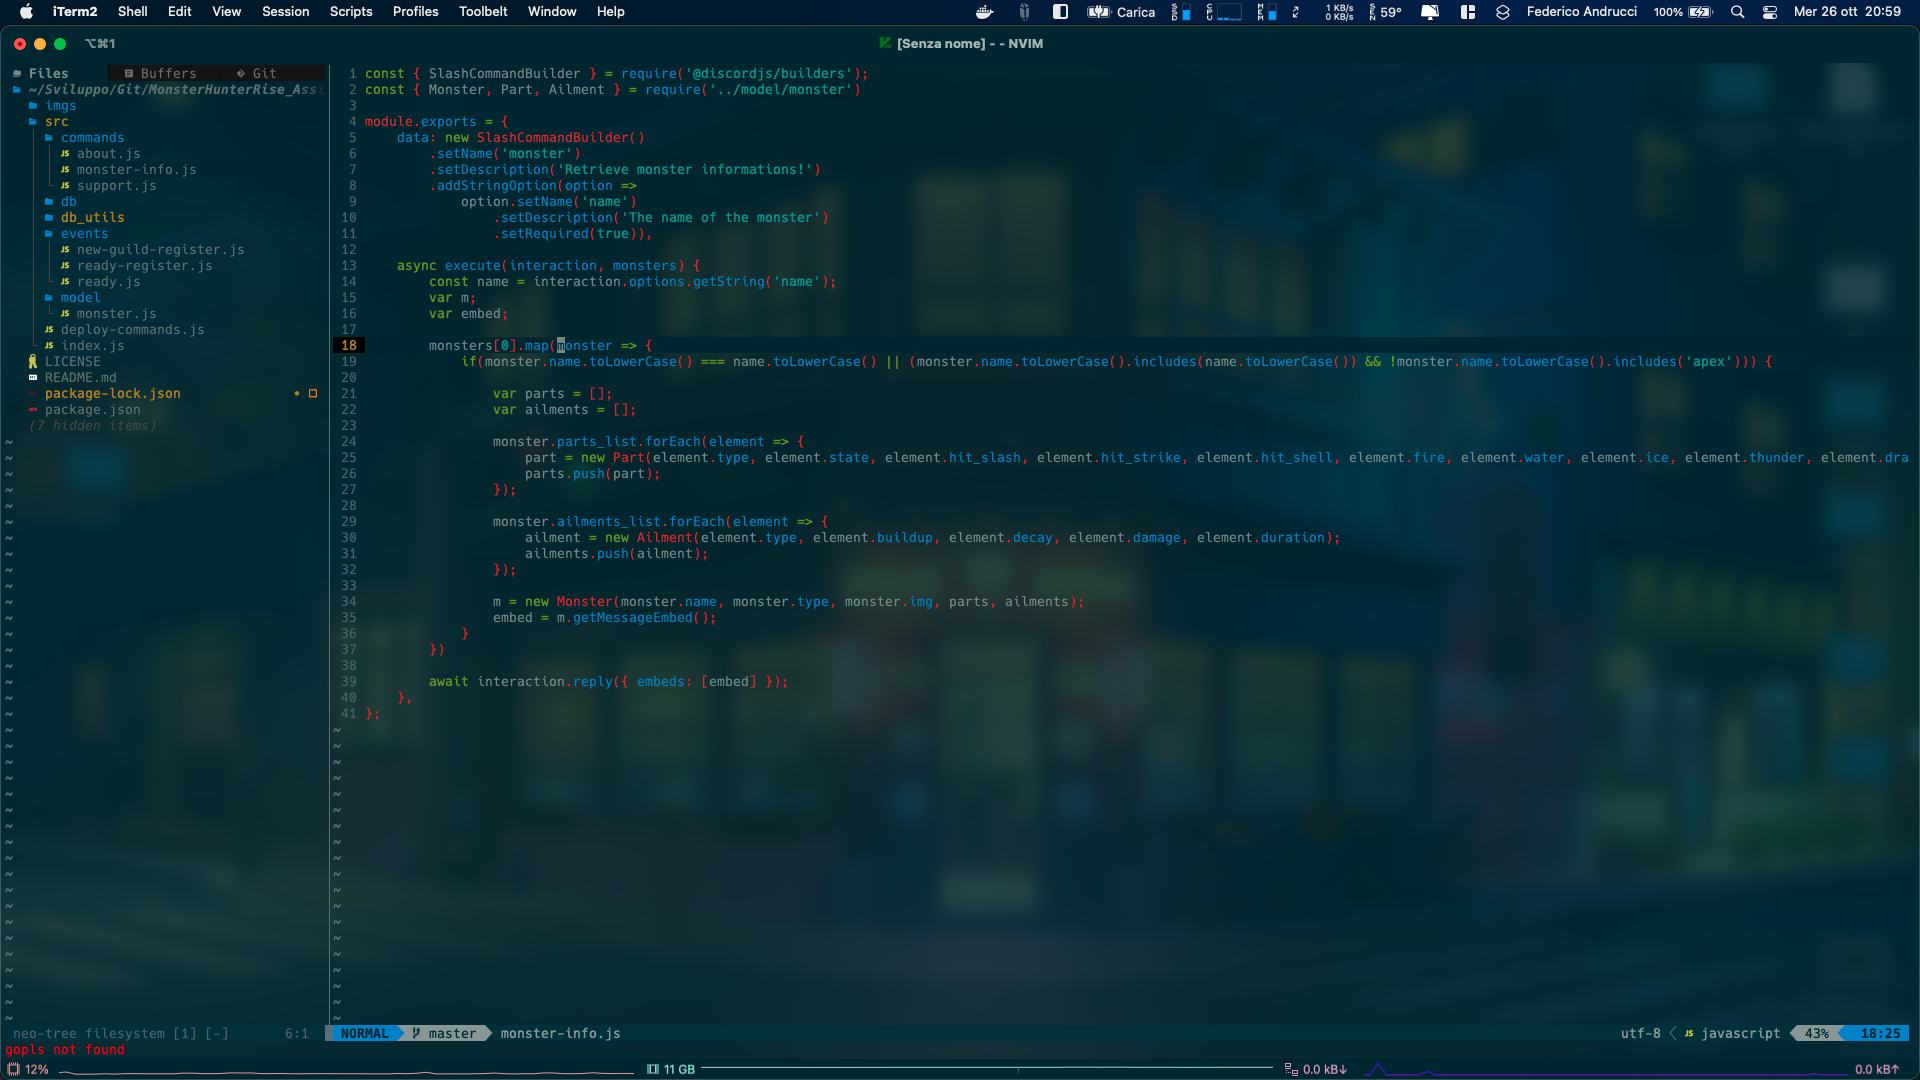 iTerm2 Shell Edit View Session Scripts Profiles Toolbelt Window Help Carica SSD CPU MEM 1 KB/s 0 KB/s SEN 59° Federico Andrucci 100% Mer 26 ott 20:59
⌥⌘1 [Senza nome] - - NVIM
Files Buffers Git
~/Sviluppo/Git/MonsterHunterRise_Assi
imgs
src
commands
JS about.js
JS monster-info.js
JS support.js
db
db_utils
events
JS new-guild-register.js
JS ready-register.js
JS ready.js
model
JS monster.js
JS deploy-commands.js
JS index.js
LICENSE
README.md
package-lock.json
package.json
(7 hidden items)
1 const { SlashCommandBuilder } = require('@discordjs/builders');
2 const { Monster, Part, Ailment } = require('../model/monster')
3
4 module.exports = {
5     data: new SlashCommandBuilder()
6         .setName('monster')
7         .setDescription('Retrieve monster informations!')
8         .addStringOption(option =>
9             option.setName('name')
10                 .setDescription('The name of the monster')
11                 .setRequired(true)),
12
13     async execute(interaction, monsters) {
14         const name = interaction.options.getString('name');
15         var m;
16         var embed;
17
18         monsters[0].map(monster => {
19             if(monster.name.toLowerCase() === name.toLowerCase() || (monster.name.toLowerCase().includes(name.toLowerCase()) && !monster.name.toLowerCase().includes('apex'))) {
20
21                 var parts = [];
22                 var ailments = [];
23
24                 monster.parts_list.forEach(element => {
25                     part = new Part(element.type, element.state, element.hit_slash, element.hit_strike, element.hit_shell, element.fire, element.water, element.ice, element.thunder, element.dra
26                     parts.push(part);
27                 });
28
29                 monster.ailments_list.forEach(element => {
30                     ailment = new Ailment(element.type, element.buildup, element.decay, element.damage, element.duration);
31                     ailments.push(ailment);
32                 });
33
34                 m = new Monster(monster.name, monster.type, monster.img, parts, ailments);
35                 embed = m.getMessageEmbed();
36             }
37         })
38
39         await interaction.reply({ embeds: [embed] });
40     },
41 };
neo-tree filesystem [1] [-] 6:1 NORMAL master monster-info.js utf-8 JS javascript 43% 18:25
gopls not found
12% 11 GB 0.0 kB↓ 0.0 kB↑